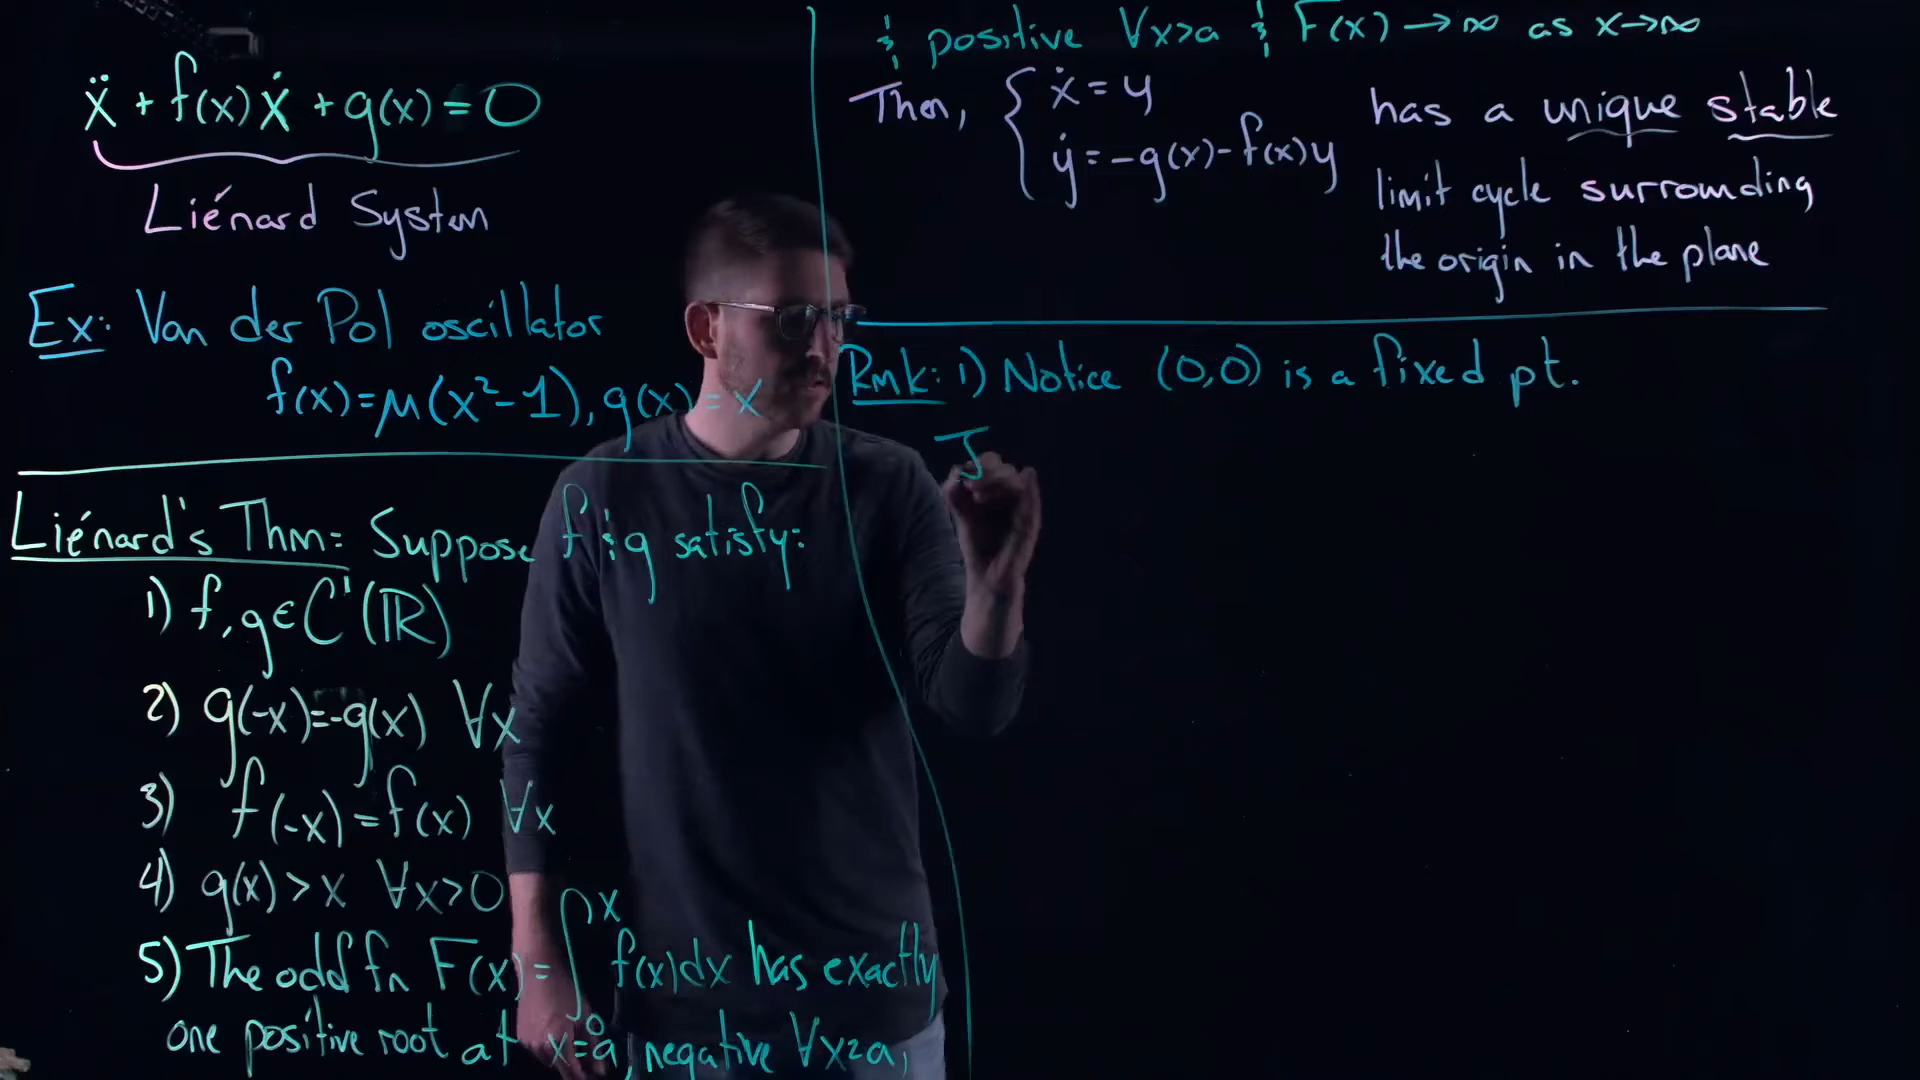 ẍ + f(x)ẋ + g(x) = 0
Liénard System
Ex: Van der Pol oscillator
f(x)=μ(x²-1), g(x)=x
Liénard's Thm: Suppose f & g satisfy:
1) f, g ∈ C¹(ℝ)
2) g(-x)=-g(x) ∀x
3) f(-x)=f(x) ∀x
4) g(x) > x ∀x>0
5) The odd fn F(x)=∫₀ˣ f(x)dx has exactly
one positive root at x=a, negative ∀x<a,
& positive ∀x>a & F(x)→∞ as x→∞
Then, { ẋ = y
ẏ = -g(x)-f(x)y
has a unique stable
limit cycle surrounding
the origin in the plane
Rmk: 1) Notice (0,0) is a fixed pt.
J